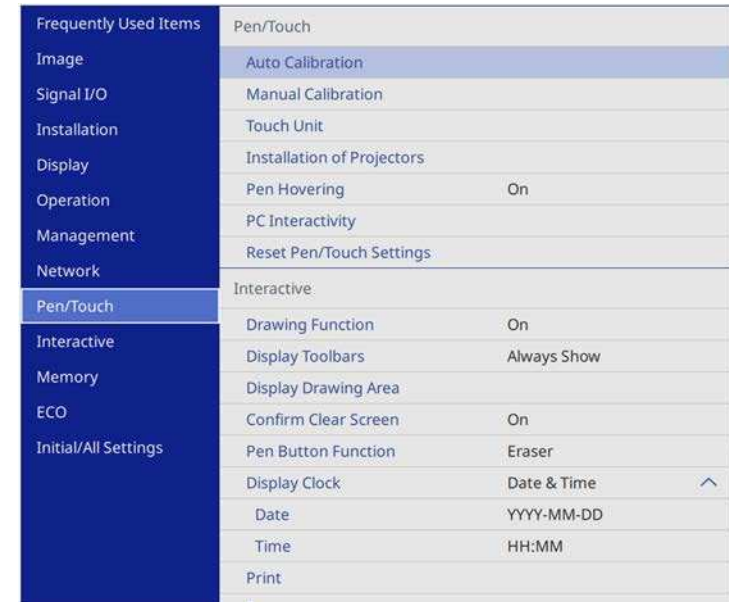 Frequently Used Items
Image
Signal I/O
Installation
Display
Operation
Management
Network
Pen/Touch
Interactive
Memory
ECO
Initial/All Settings
Pen/Touch
Auto Calibration
Manual Calibration
Touch Unit
Installation of Projectors
Pen Hovering On
PC Interactivity
Reset Pen/Touch Settings
Interactive
Drawing Function On
Display Toolbars Always Show
Display Drawing Area
Confirm Clear Screen On
Pen Button Function Eraser
Display Clock Date & Time
Date YYYY-MM-DD
Time HH:MM
Print